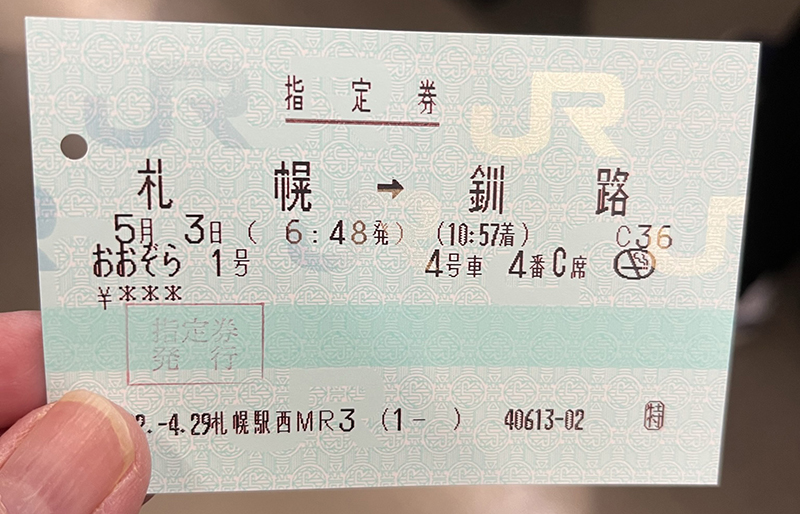 JR
指定券
札幌 → 釧路
5月 3日( 6:48発) (10:57着) C36
おおぞら 1号 4号車 4番C席
¥***
指定券
発行
2.-4.29札幌駅西MR3 (1- ) 40613-02 特